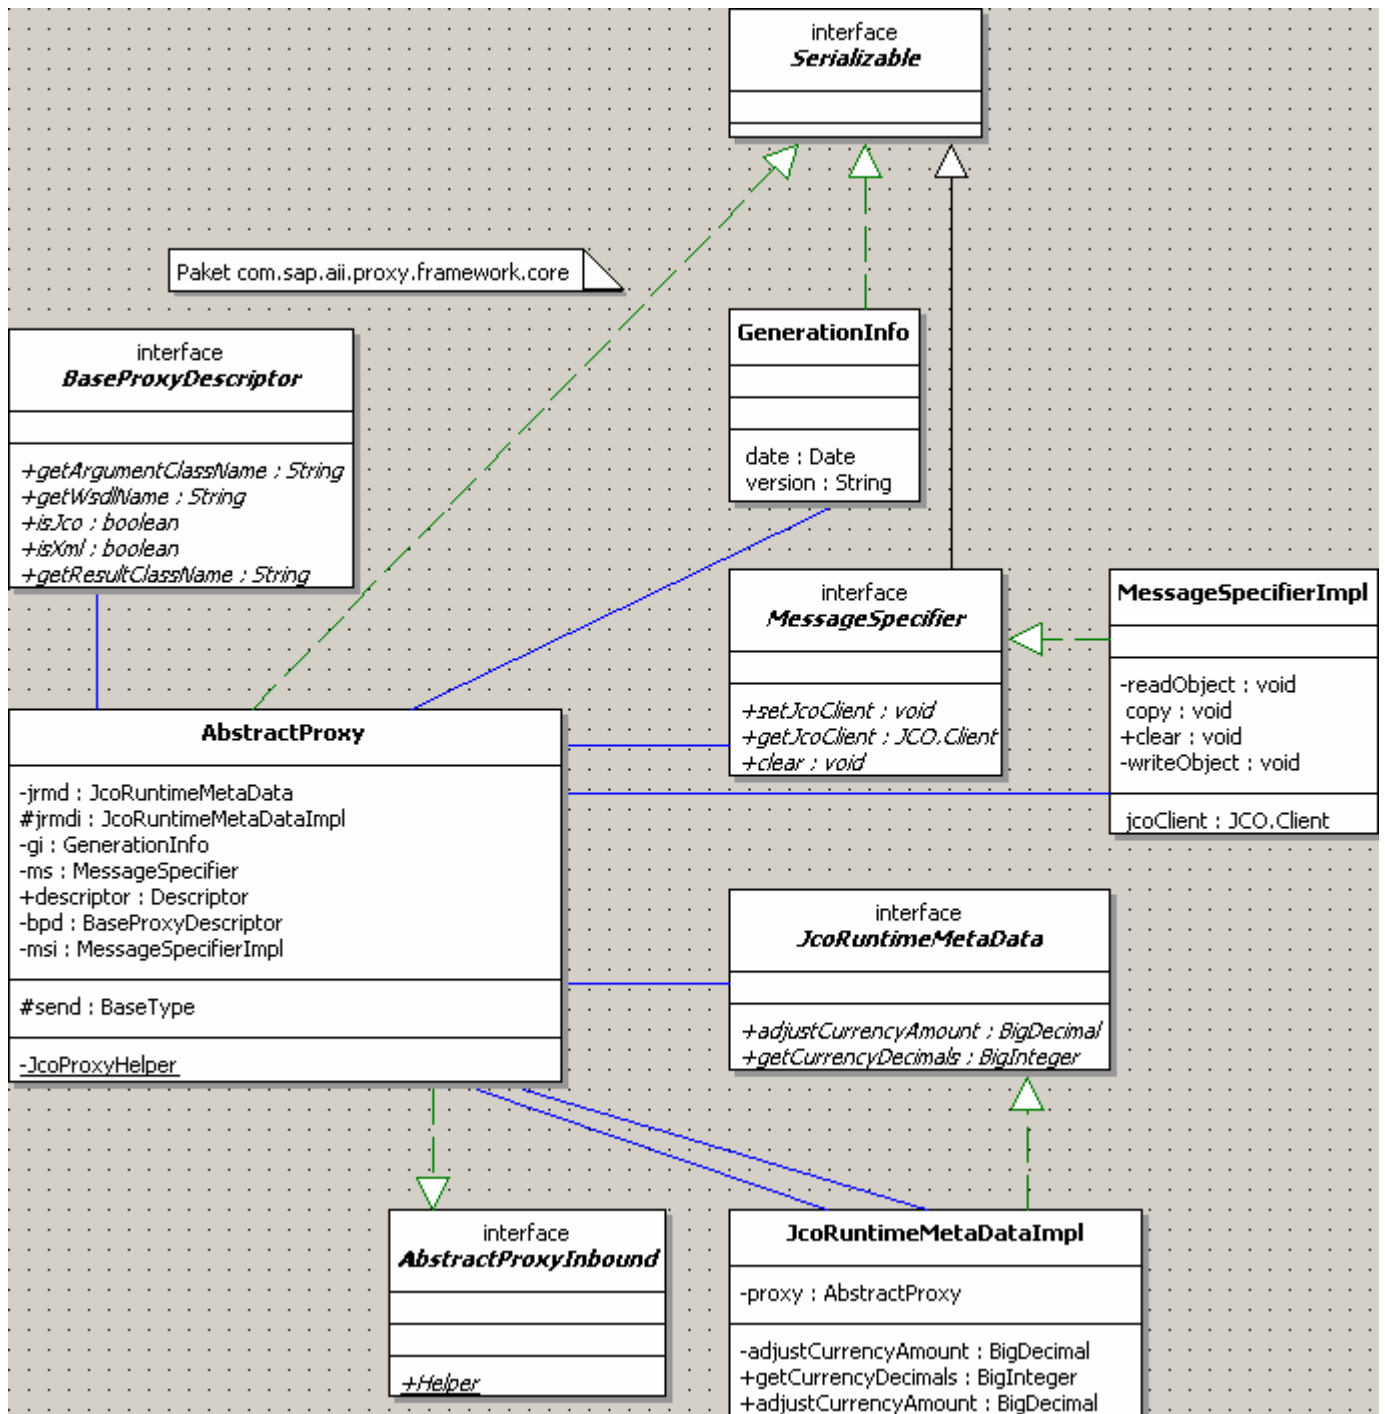 interface
Serializable
Paket com.sap.aii.proxy.framework.core
interface
BaseProxyDescriptor
+getArgumentClassName : String
+getWsdlName : String
+isJco : boolean
+isXml : boolean
+getResultClassName : String
GenerationInfo
date : Date
version : String
interface
MessageSpecifier
+setJcoClient : void
+getJcoClient : JCO.Client
+clear : void
MessageSpecifierImpl
-readObject : void
copy : void
+clear : void
-writeObject : void
jcoClient : JCO.Client
AbstractProxy
-jrmd : JcoRuntimeMetaData
#jrmdi : JcoRuntimeMetaDataImpl
-gi : GenerationInfo
-ms : MessageSpecifier
+descriptor : Descriptor
-bpd : BaseProxyDescriptor
-msi : MessageSpecifierImpl
#send : BaseType
-JcoProxyHelper
interface
JcoRuntimeMetaData
+adjustCurrencyAmount : BigDecimal
+getCurrencyDecimals : BigInteger
interface
AbstractProxyInbound
+Helper
JcoRuntimeMetaDataImpl
-proxy : AbstractProxy
-adjustCurrencyAmount : BigDecimal
+getCurrencyDecimals : BigInteger
+adjustCurrencyAmount : BigDecimal